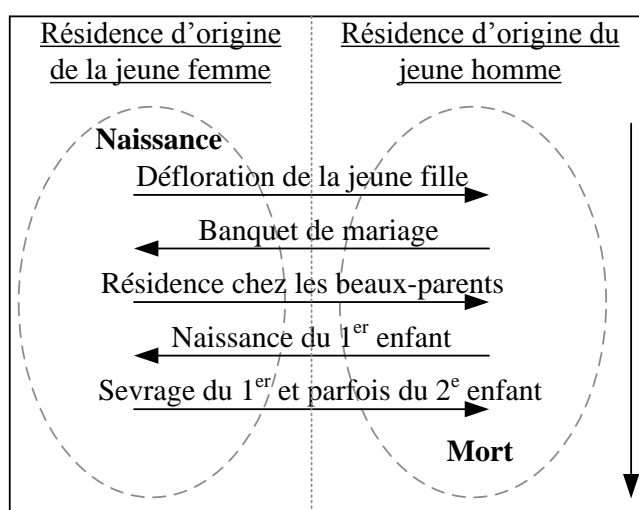 Résidence d’origine
de la jeune femme
Résidence d’origine du
jeune homme
Naissance
Défloration de la jeune fille
Banquet de mariage
Résidence chez les beaux-parents
Naissance du 1er enfant
Sevrage du 1er et parfois du 2e enfant
Mort